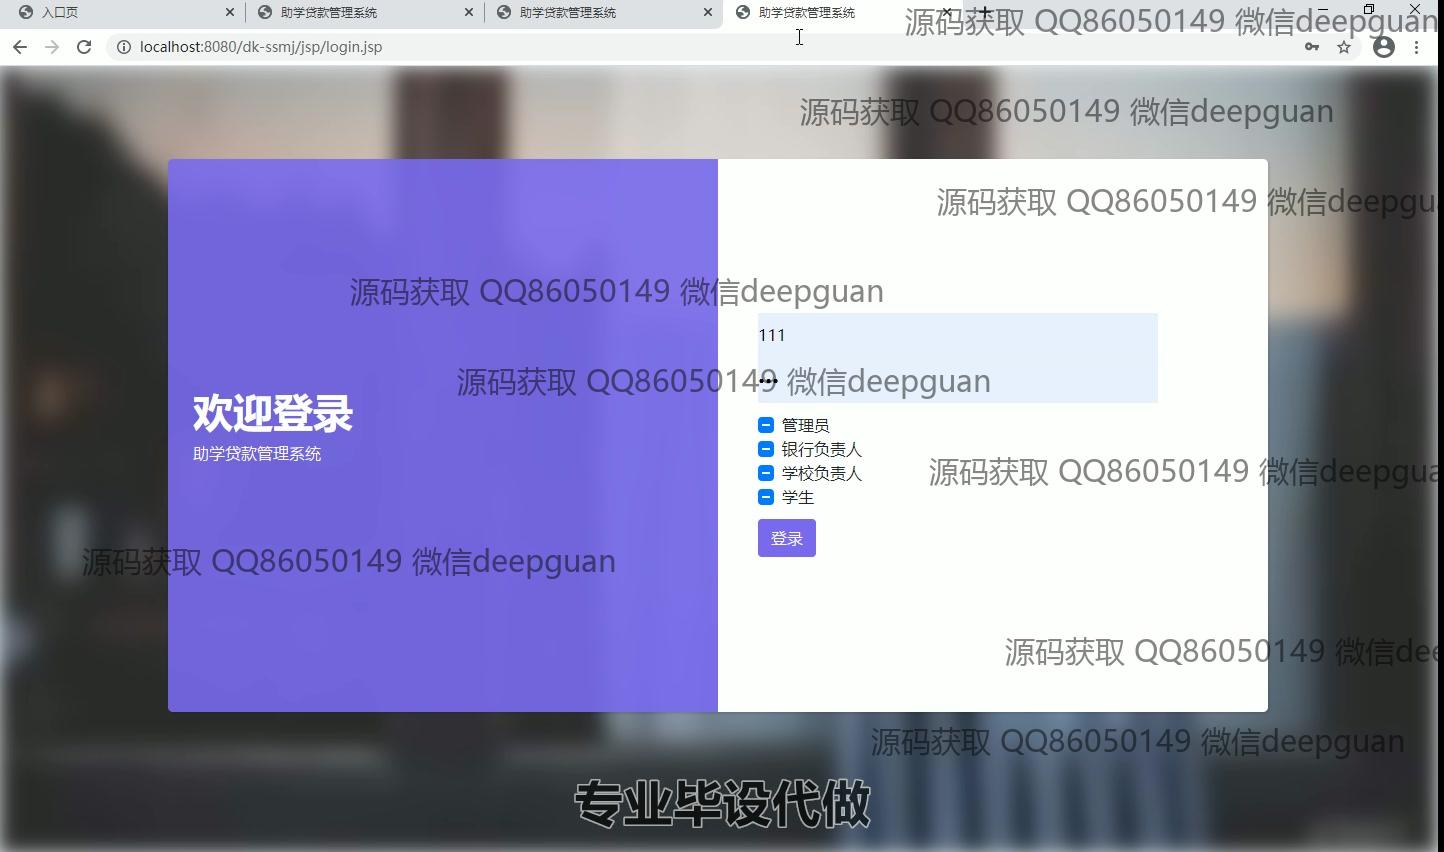 入口页
助学贷款管理系统
助学贷款管理系统
助学贷款管理系统
localhost:8080/dk-ssmj/jsp/login.jsp
源码获取 QQ86050149 微信deepguan
源码获取 QQ86050149 微信deepguan
源码获取 QQ86050149 微信deepgu
源码获取 QQ86050149 微信deepguan
111
源码获取 QQ86050149 微信deepguan
欢迎登录
助学贷款管理系统
管理员
银行负责人
学校负责人
学生
源码获取 QQ86050149 微信deepgua
登录
源码获取 QQ86050149 微信deepguan
源码获取 QQ86050149 微信dee
源码获取 QQ86050149 微信deepguan
专业毕设代做